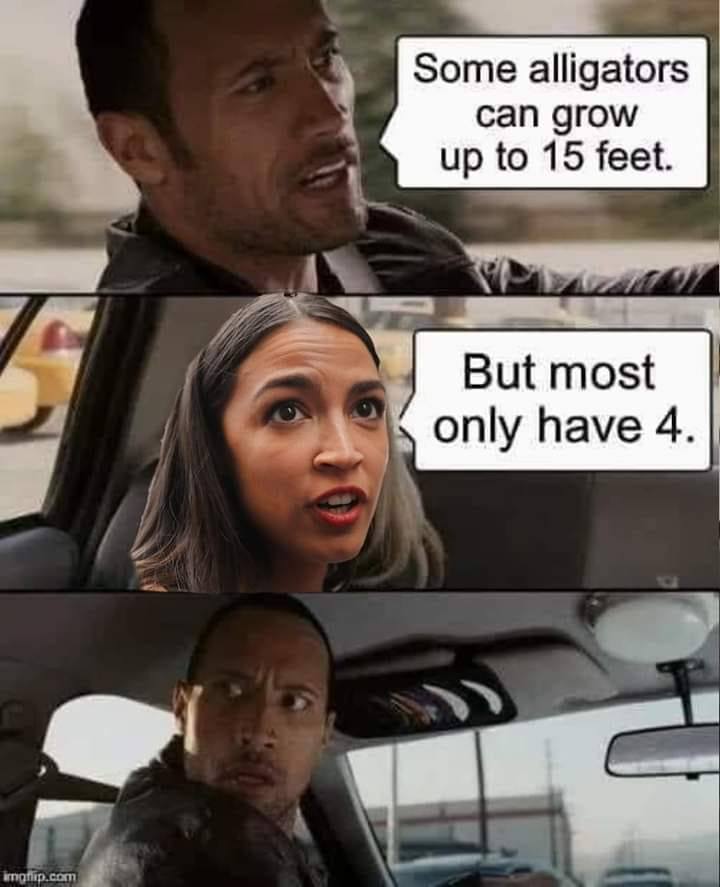 Some alligators
can grow
up to 15 feet.
But most
only have 4.
imgflip.com